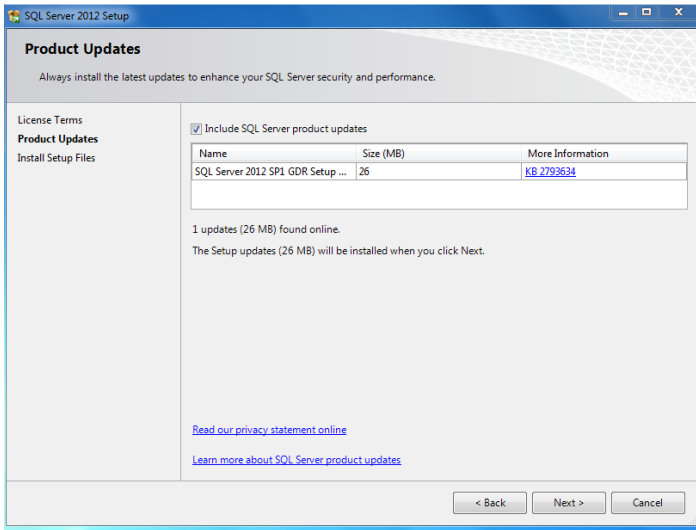 SQL Server 2012 Setup
Product Updates
Always install the latest updates to enhance your SQL Server security and performance.
License Terms
Product Updates
Install Setup Files
Include SQL Server product updates
Name Size (MB) More Information
SQL Server 2012 SP1 GDR Setup ... 26 KB 2793634
1 updates (26 MB) found online.
The Setup updates (26 MB) will be installed when you click Next.
Read our privacy statement online
Learn more about SQL Server product updates
< Back Next > Cancel